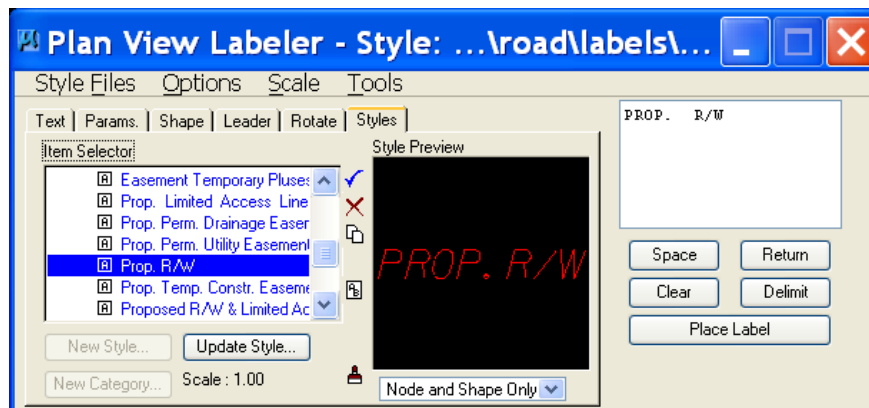 Plan View Labeler - Style: ...\road\labels\...
Style Files Options Scale Tools
Text Params. Shape Leader Rotate Styles
Item Selector
Style Preview
Easement Temporary Pluses
Prop. Limited Access Line
Prop. Perm. Drainage Easer
Prop. Perm. Utility Easement
Prop. R/W
Prop. Temp. Constr. Easeme
Proposed R/W & Limited Ac
PROP. R/W
New Style...
Update Style...
New Category...
Scale : 1.00
Node and Shape Only
PROP. R/W
Space
Return
Clear
Delimit
Place Label